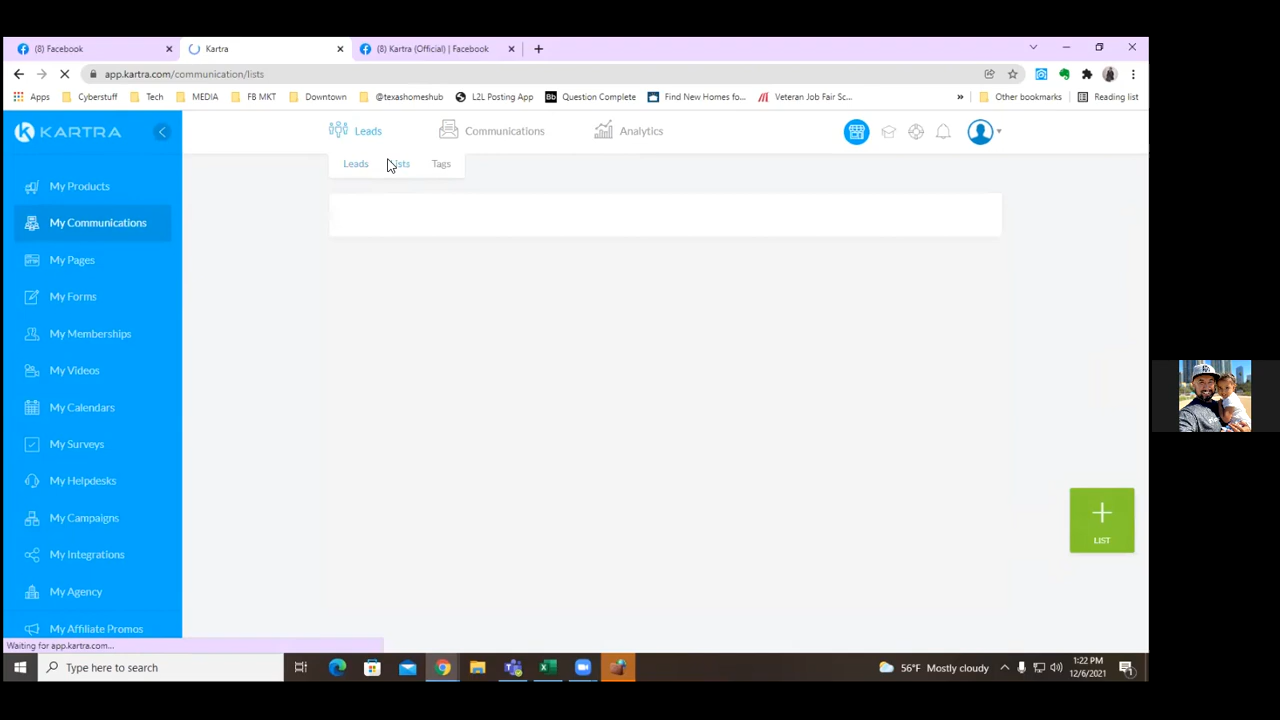 (8) Facebook
Kartra
(8) Kartra (Official) | Facebook
app.kartra.com/communication/lists
Apps
Cyberstuff
Tech
MEDIA
FB MKT
Downtown
@texashomeshub
L2L Posting App
Bb Question Complete
Find New Homes fo...
Veteran Job Fair Sc...
»
Other bookmarks
Reading list
KARTRA
Leads
Communications
Analytics
Leads
Tags
My Products
My Communications
My Pages
My Forms
My Memberships
My Videos
My Calendars
My Surveys
My Helpdesks
My Campaigns
My Integrations
My Agency
My Affiliate Promos
LIST
Waiting for app.kartra.com...
Type here to search
56°F Mostly cloudy
1:22 PM
12/6/2021
1